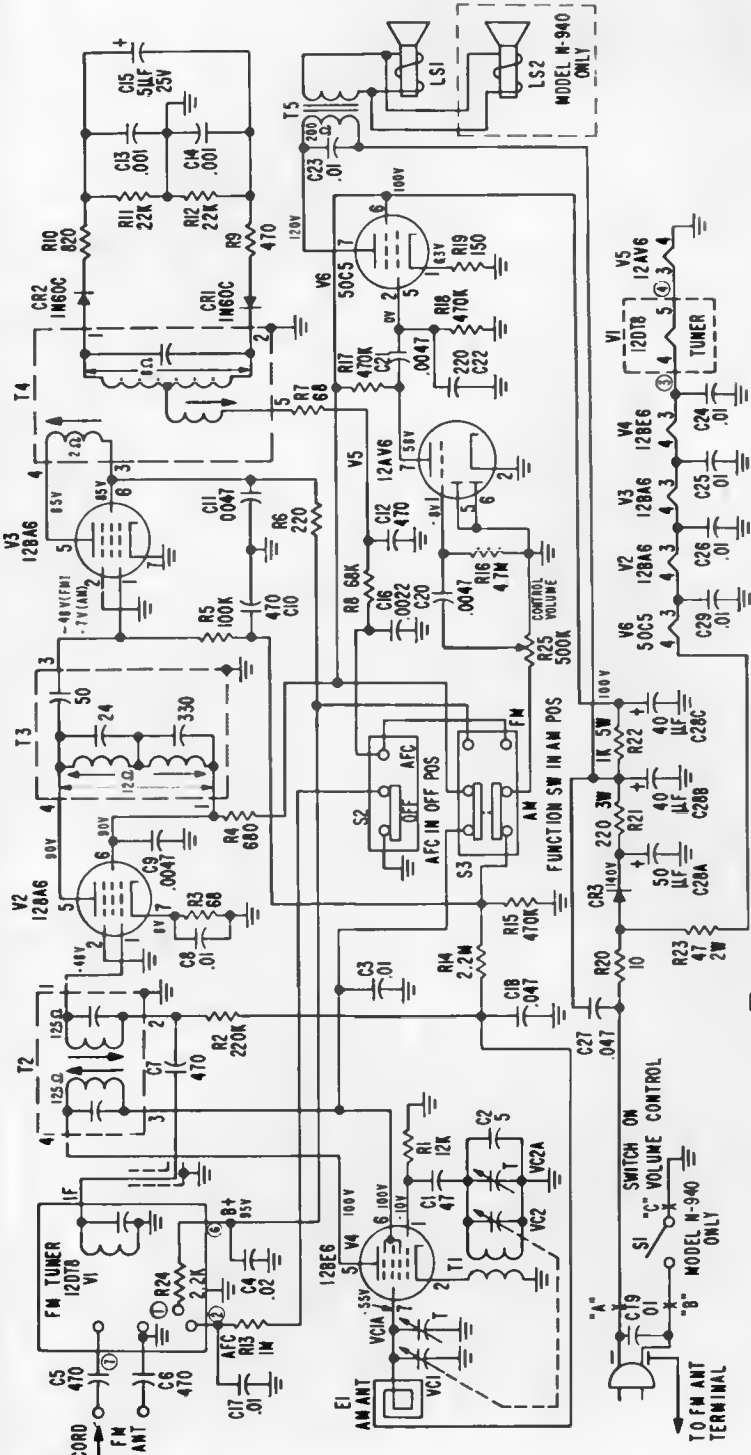 FM TUNER
12DT8
V1
IF
R24
2.2K
B+
95V
C4
.02
C5
470
C6
470
CORD
FM
ANT
AFC
R13
1M
C17
.01
T2
125Ω
125Ω
C7
470
R2
220K
V2
12BA6
90V
90V
C8
.01
R3
68
C9
.0047
R4
680
T3
50
24
330
12Ω
V3
12BA6
85V
85V
.7V(AM)
R5
100K
470
C10
C11
.0047
R6
220
T4
2Ω
8Ω
R7
68
CR2
1N60C
CR1
1N60C
R10
820
R9
470
R11
22K
R12
22K
C13
.001
C14
.001
C15
5µF
25V
E1
AM ANT
VC1
VC1A
T
V4
12BE6
100V
100V
R1
12K
C1
47
C2
5
T1
VC2
VC2A
T
C3
.01
R14
2.2M
C18
.047
R15
470K
S2
OFF
AFC
AFC IN OFF POS
S3
AM
FM
FUNCTION SW IN AM POS
R8
68K
C12
470
C16
.0022
C20
.0047
R16
4.7M
VOLUME
CONTROL
R25
500K
V5
12AV6
58V
R17
470K
C21
.0047
220
C22
R18
470K
V6
50C5
0V
120V
100V
6.3V
R19
150
C23
.01
T5
200
Ω
LS1
LS2
MODEL N-940
ONLY
"A"
C19
.01
"B"
TO FM ANT
TERMINAL
S1
"C"
SWITCH ON
VOLUME CONTROL
MODEL N-940
ONLY
C27
.047
R20
10
R23
47
2W
CR3
140V
50
µF
C28A
220 3W
R21
40
µF
C28B
1K 5W
R22
40
µF
C28C
100V
V6
50C5
V2
12BA6
V3
12BA6
V4
12BE6
V1
12DT8
TUNER
V5
12AV6
C29
.01
C26
.01
C25
.01
C24
.01